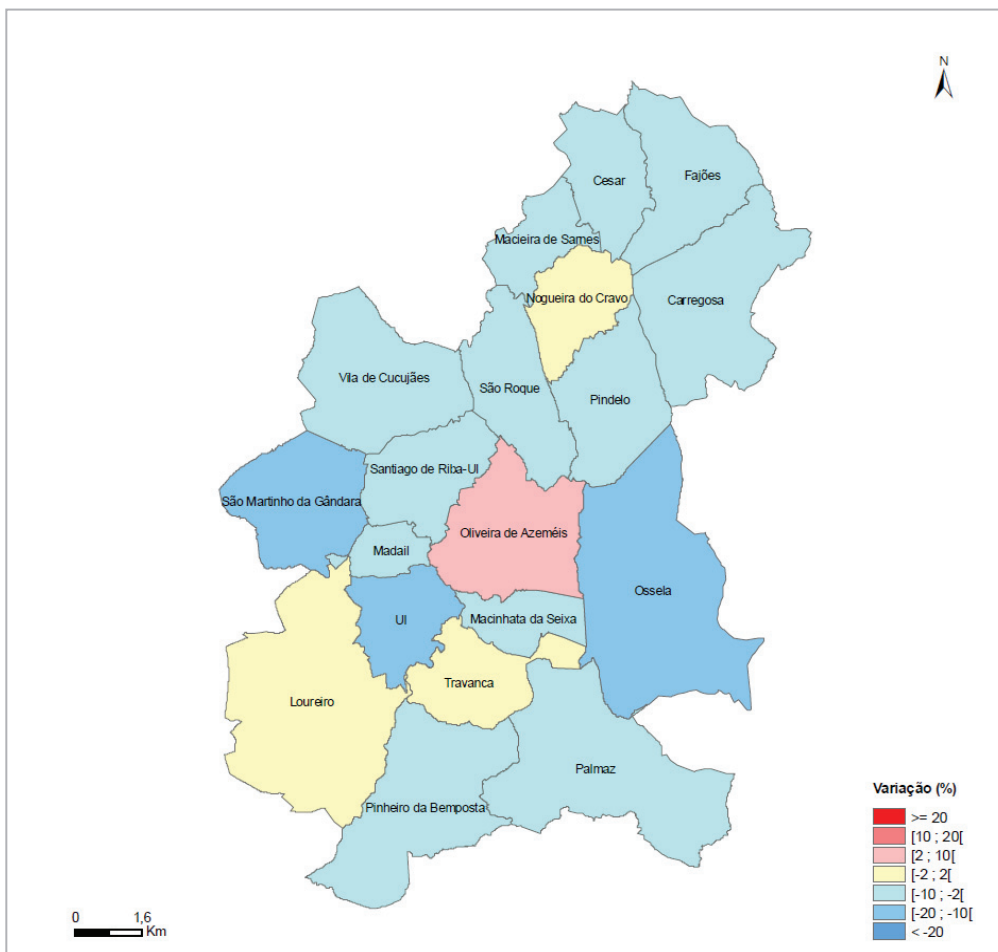 N
Cesar
Fajões
Macieira de Sarnes
Nogueira do Cravo
Carregosa
Vila de Cucujães
São Roque
Pindelo
Santiago de Riba-Ul
São Martinho da Gândara
Oliveira de Azeméis
Madail
Ossela
Ul
Macinhata da Seixa
Travanca
Loureiro
Palmaz
Pinheiro da Bemposta
Variação (%)
>= 20
[10 ; 20[
[2 ; 10[
[-2 ; 2[
[-10 ; -2[
[-20 ; -10[
< -20
0 1,6
Km